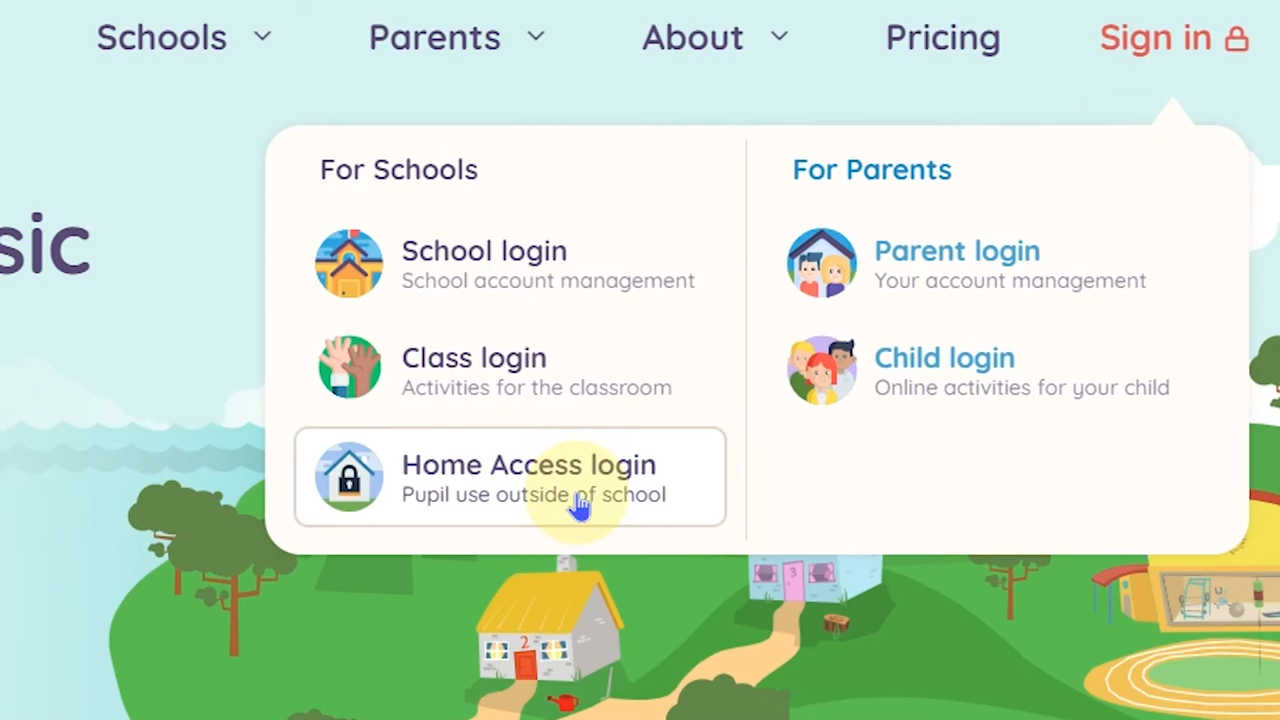 Schools
Parents
About
Pricing
Sign in
sic
For Schools
School login
School account management
Class login
Activities for the classroom
Home Access login
Pupil use outside of school
For Parents
Parent login
Your account management
Child login
Online activities for your child
3
2